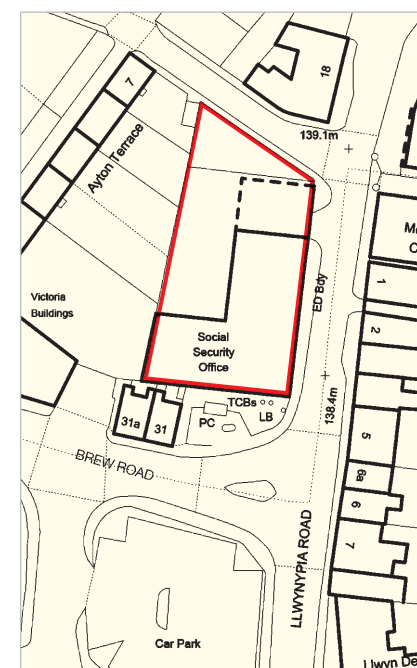 18
7
139.1m
Ayton Terrace
ED Bdy
1
Victoria
Buildings
2
Social
Security
Office
138.4m
TCBs
LB
PC
31a
31
5
6a
6
7
BREW ROAD
LLWYNYPIA ROAD
Car Park